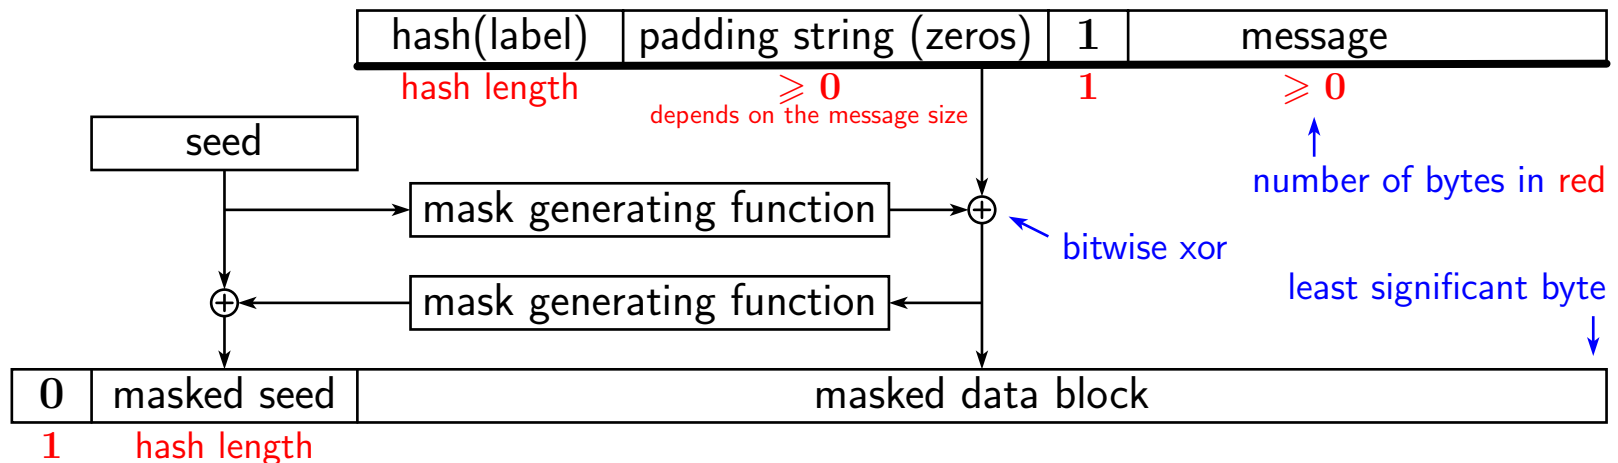 hash(label) padding string (zeros) 1 message
hash length ⩾ 0 1 ⩾ 0
depends on the message size
seed
number of bytes in red
mask generating function
bitwise xor
mask generating function
least significant byte
0 masked seed masked data block
1 hash length